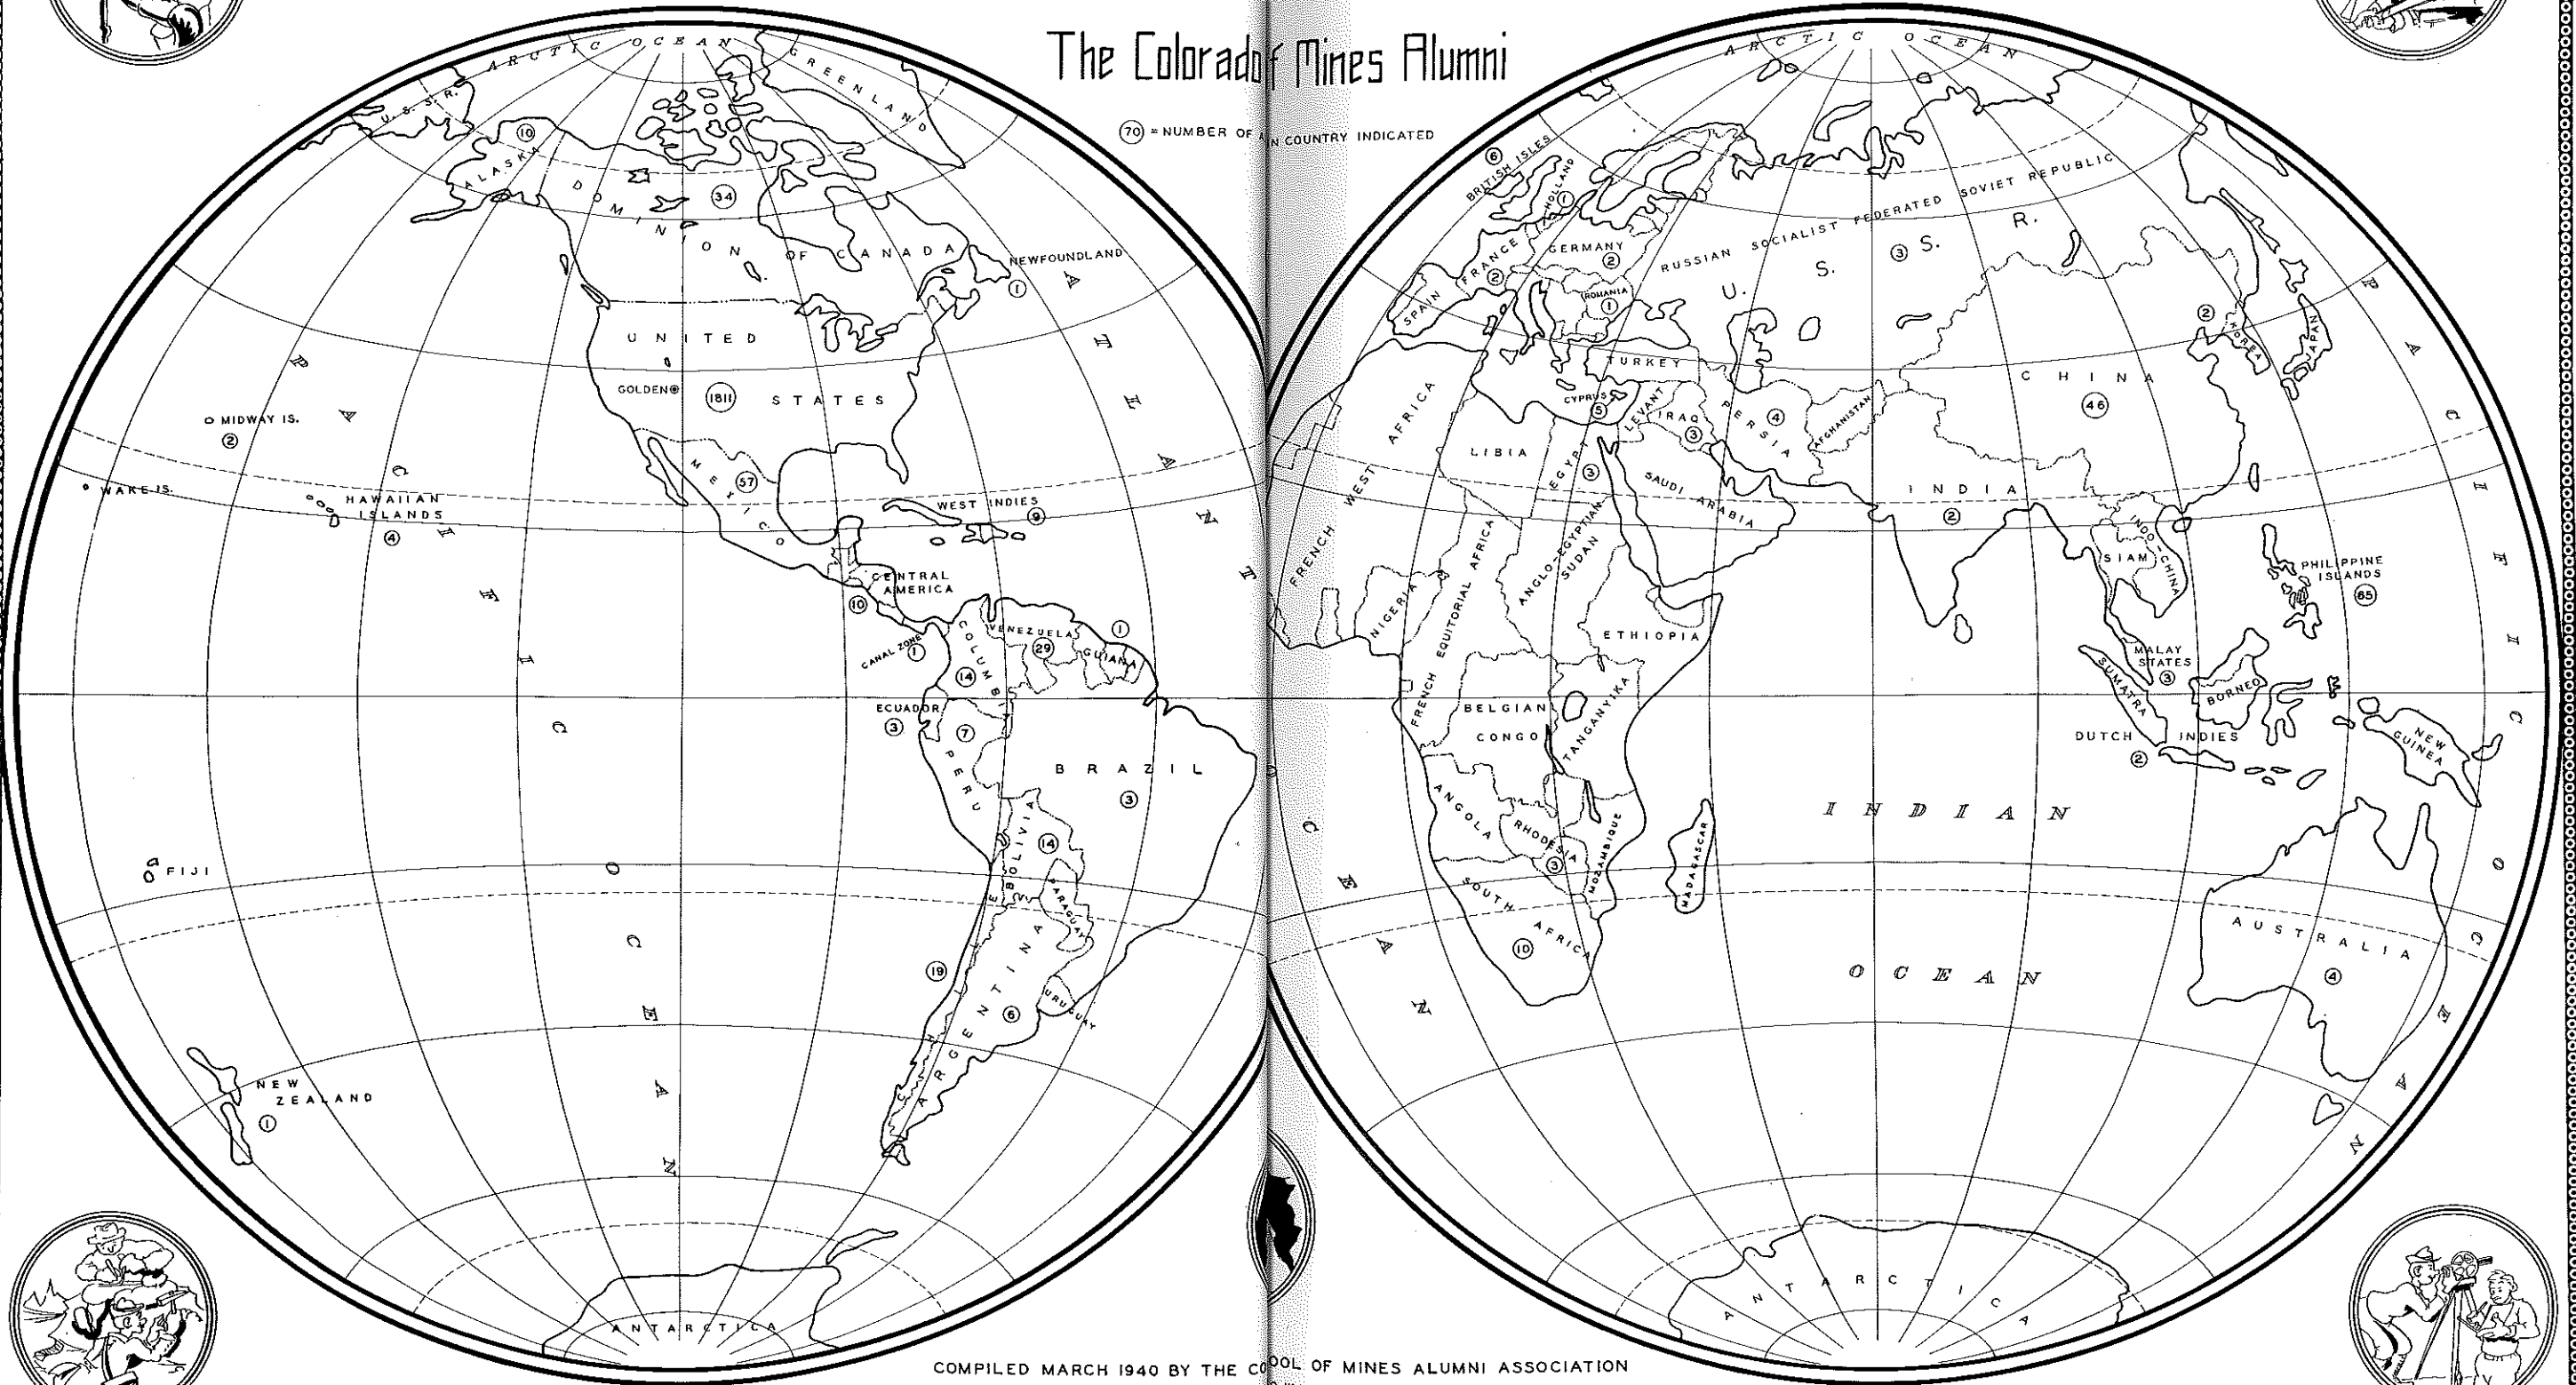 The Colorado
f Mines Alumni
70 = NUMBER OF
N COUNTRY INDICATED
ARCTIC OCEAN
GREENLAND
U.S.S.R.
10
ALASKA
34
DOMINION OF CANADA
NEWFOUNDLAND
1
UNITED
GOLDEN
1811
STATES
MIDWAY IS.
2
WAKE IS.
HAWAIIAN
ISLANDS
4
MEXICO
57
WEST INDIES
9
CENTRAL
AMERICA
10
CANAL ZONE
1
VENEZUELA
29
GUIANA
1
COLUMBIA
14
ECUADOR
3
7
PERU
BRAZIL
3
BOLIVIA
14
PARAGUAY
CHILE
19
ARGENTINA
6
URUGUAY
FIJI
NEW
ZEALAND
1
PACIFIC OCEAN
ATLANT
ANTARCTICA
ARCTIC OCEAN
6
BRITISH ISLES
HOLLAND
1
FRANCE
2
GERMANY
2
SPAIN
ROMANIA
1
RUSSIAN SOCIALIST FEDERATED SOVIET REPUBLIC
U. S. S. R.
3
TURKEY
CYPRUS
5
LEVANT
IRAQ
3
PERSIA
4
AFGHANISTAN
CHINA
46
2
KOREA
JAPAN
FRENCH WEST AFRICA
LIBIA
EGYPT
3
SAUDI ARABIA
INDIA
2
ANGLO-EGYPTIAN
SUDAN
NIGERIA
FRENCH EQUITORIAL AFRICA
ETHIOPIA
BELGIAN
CONGO
TANGANYIKA
ANGOLA
RHODESIA
3
MOZAMBIQUE
MADAGASCAR
SOUTH AFRICA
10
SIAM
INDO-CHINA
PHILIPPINE
ISLANDS
65
MALAY
STATES
3
SUMATRA
BORNEO
DUTCH INDIES
2
NEW
GUINEA
AUSTRALIA
4
INDIAN
OCEAN
C OCEAN
PACIFIC OCEAN
ANTARCTICA
COMPILED MARCH 1940 BY THE CO
OOL OF MINES ALUMNI ASSOCIATION